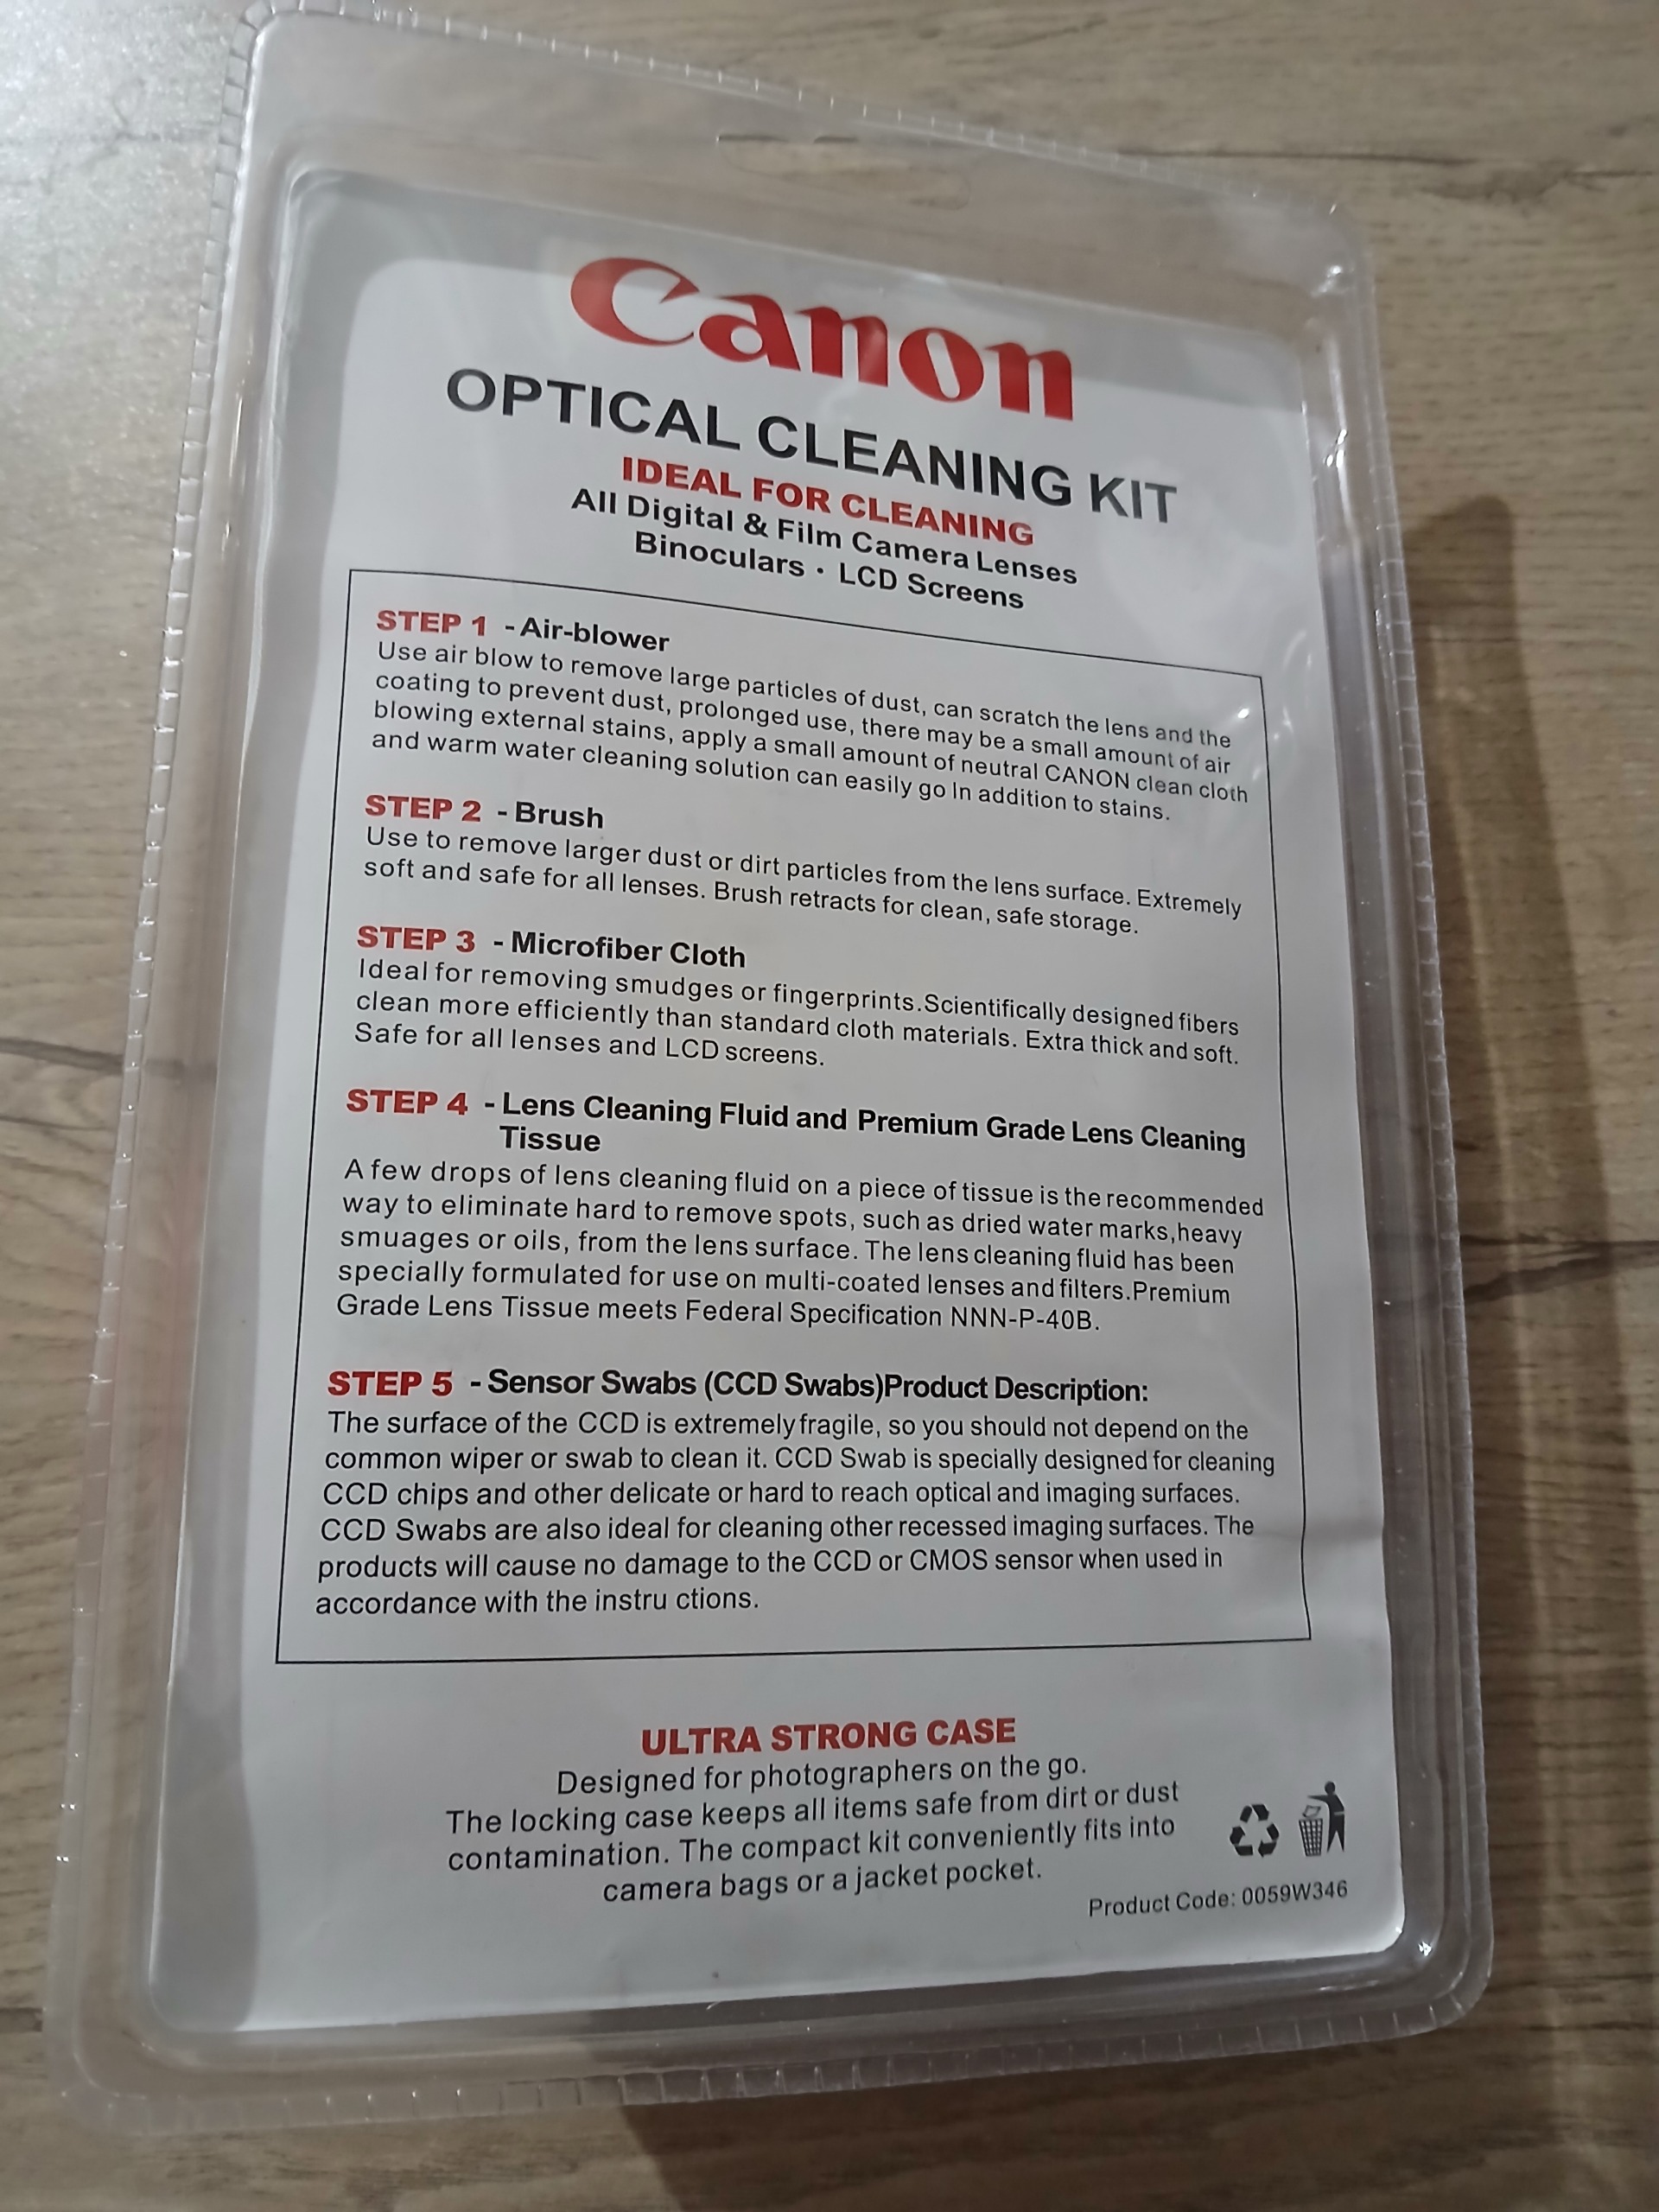 Canon
OPTICAL CLEANING KIT
IDEAL FOR CLEANING
All Digital & Film Camera Lenses
Binoculars · LCD Screens
STEP 1 - Air-blower
Use air blow to remove large particles of dust, can scratch the lens and the
coating to prevent dust, prolonged use, there may be a small amount of air
blowing external stains, apply a small amount of neutral CANON clean cloth
and warm water cleaning solution can easily go In addition to stains.
STEP 2 - Brush
Use to remove larger dust or dirt particles from the lens surface. Extremely
soft and safe for all lenses. Brush retracts for clean, safe storage.
STEP 3 - Microfiber Cloth
Ideal for removing smudges or fingerprints.Scientifically designed fibers
clean more efficiently than standard cloth materials. Extra thick and soft.
Safe for all lenses and LCD screens.
STEP 4 - Lens Cleaning Fluid and Premium Grade Lens Cleaning
Tissue
A few drops of lens cleaning fluid on a piece of tissue is the recommended
way to eliminate hard to remove spots, such as dried water marks,heavy
smuages or oils, from the lens surface. The lens cleaning fluid has been
specially formulated for use on multi-coated lenses and filters.Premium
Grade Lens Tissue meets Federal Specification NNN-P-40B.
STEP 5 - Sensor Swabs (CCD Swabs)Product Description:
The surface of the CCD is extremely fragile, so you should not depend on the
common wiper or swab to clean it. CCD Swab is specially designed for cleaning
CCD chips and other delicate or hard to reach optical and imaging surfaces.
CCD Swabs are also ideal for cleaning other recessed imaging surfaces. The
products will cause no damage to the CCD or CMOS sensor when used in
accordance with the instru ctions.
ULTRA STRONG CASE
Designed for photographers on the go.
The locking case keeps all items safe from dirt or dust
contamination. The compact kit conveniently fits into
camera bags or a jacket pocket.
Product Code: 0059W346